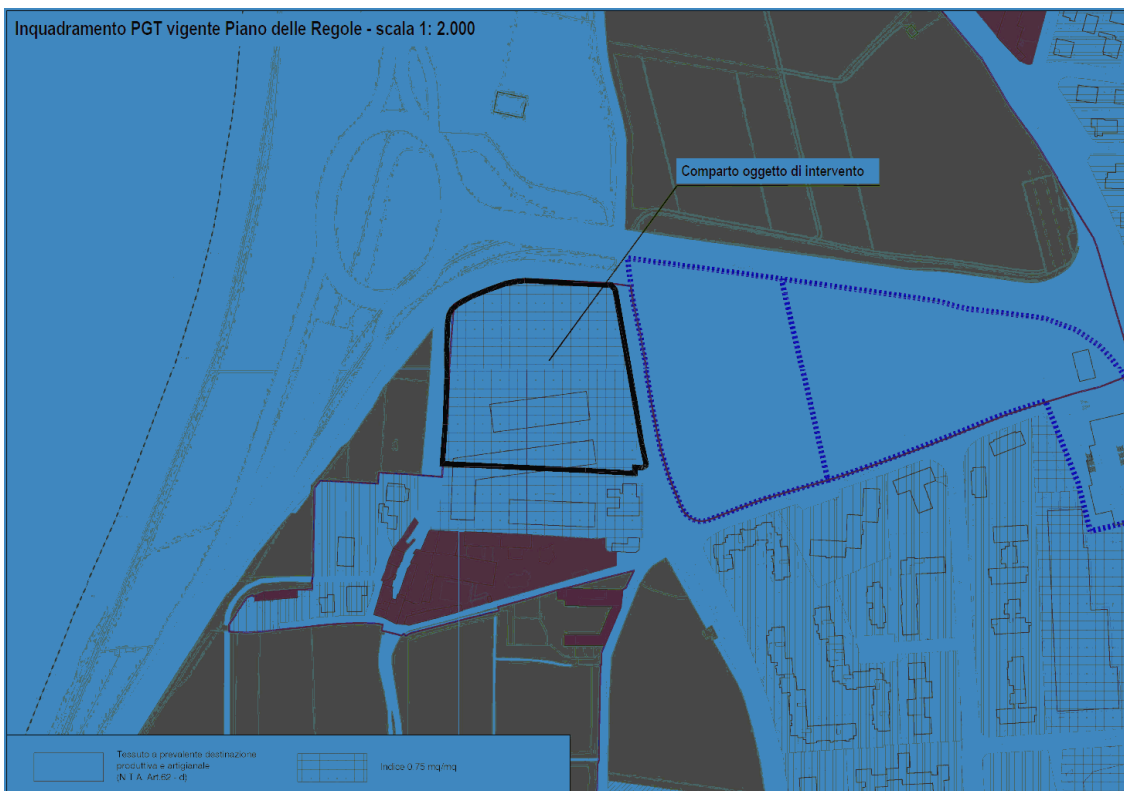 Inquadramento PGT vigente Piano delle Regole - scala 1: 2.000
Comparto oggetto di intervento
Tessuto a prevalente destinazione
produttiva e artigianale
(N.T.A. Art.62 - d)
Indice 0.75 mq/mq